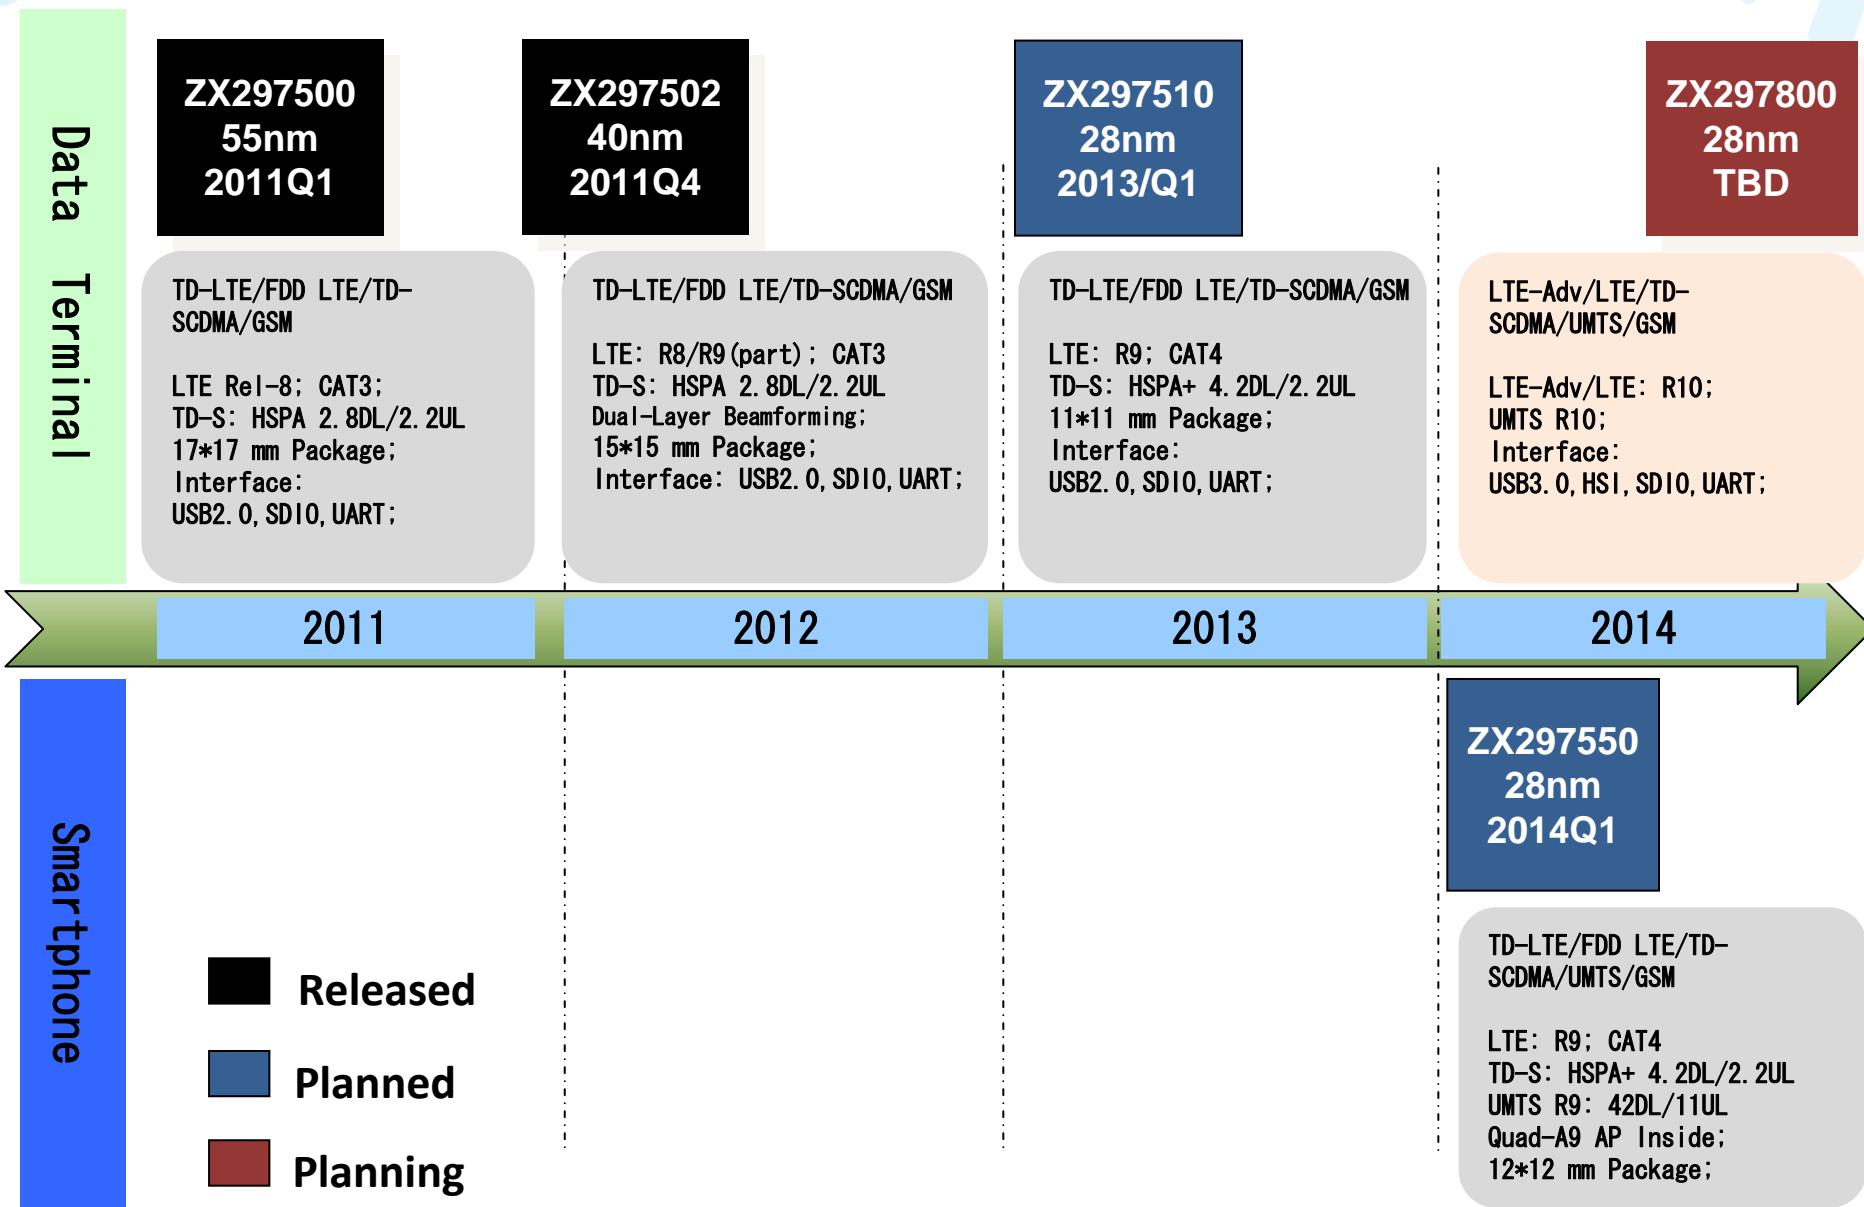 Data Terminal
ZX297500
55nm
2011Q1
TD-LTE/FDD LTE/TD-
SCDMA/GSM
LTE Rel-8; CAT3;
TD-S: HSPA 2.8DL/2.2UL
17*17 mm Package;
Interface:
USB2.0,SDIO,UART;
ZX297502
40nm
2011Q4
TD-LTE/FDD LTE/TD-SCDMA/GSM
LTE: R8/R9(part); CAT3
TD-S: HSPA 2.8DL/2.2UL
Dual-Layer Beamforming;
15*15 mm Package;
Interface: USB2.0,SDIO,UART;
ZX297510
28nm
2013/Q1
TD-LTE/FDD LTE/TD-SCDMA/GSM
LTE: R9; CAT4
TD-S: HSPA+ 4.2DL/2.2UL
11*11 mm Package;
Interface:
USB2.0,SDIO,UART;
ZX297800
28nm
TBD
LTE-Adv/LTE/TD-
SCDMA/UMTS/GSM
LTE-Adv/LTE: R10;
UMTS R10;
Interface:
USB3.0,HSI,SDIO,UART;
2011
2012
2013
2014
Smartphone
ZX297550
28nm
2014Q1
TD-LTE/FDD LTE/TD-
SCDMA/UMTS/GSM
LTE: R9; CAT4
TD-S: HSPA+ 4.2DL/2.2UL
UMTS R9: 42DL/11UL
Quad-A9 AP Inside;
12*12 mm Package;
Released
Planned
Planning